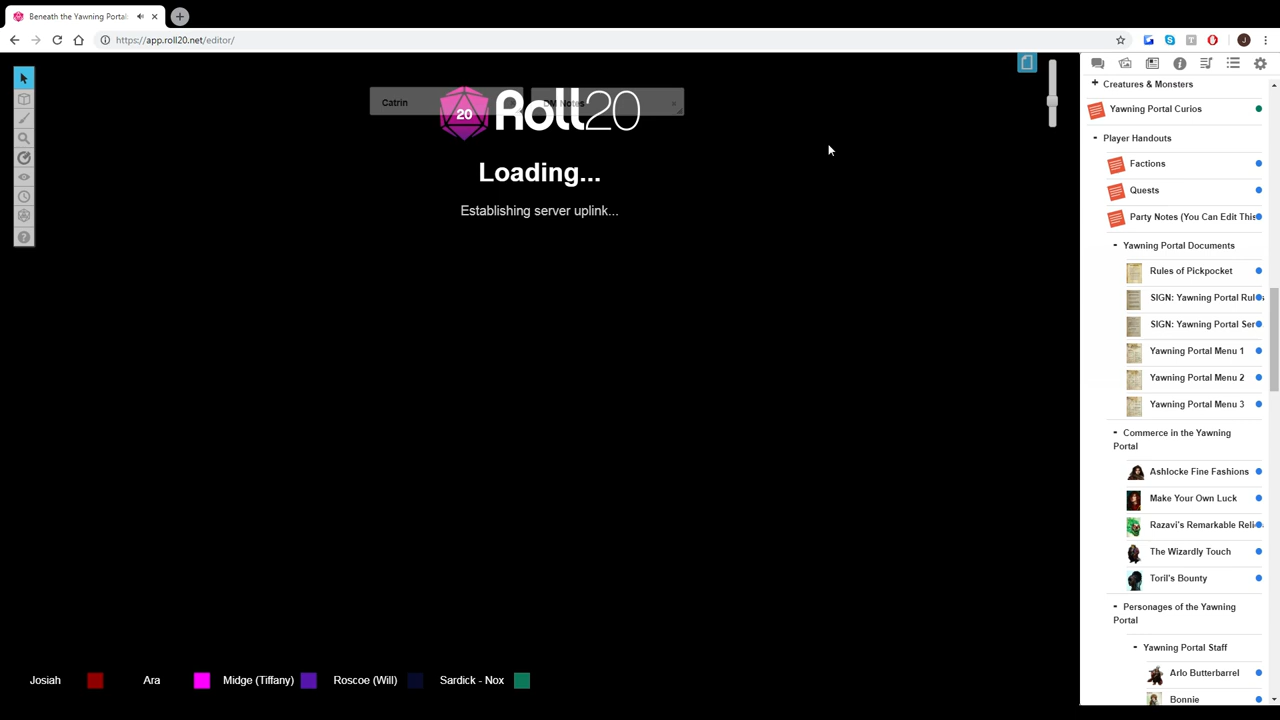 Beneath the Yawning Portal
https://app.roll20.net/editor/
J
Catrin
DM Notes
20
Roll20
Loading...
Establishing server uplink...
Creatures & Monsters
Yawning Portal Curios
Player Handouts
Factions
Quests
Party Notes (You Can Edit This
Yawning Portal Documents
Rules of Pickpocket
SIGN: Yawning Portal Rules
SIGN: Yawning Portal Ser
Yawning Portal Menu 1
Yawning Portal Menu 2
Yawning Portal Menu 3
Commerce in the Yawning
Portal
Ashlocke Fine Fashions
Make Your Own Luck
Razavi's Remarkable Reli
The Wizardly Touch
Toril's Bounty
Personages of the Yawning
Portal
Yawning Portal Staff
Arlo Butterbarrel
Bonnie
Josiah
Ara
Midge (Tiffany)
Roscoe (Will)